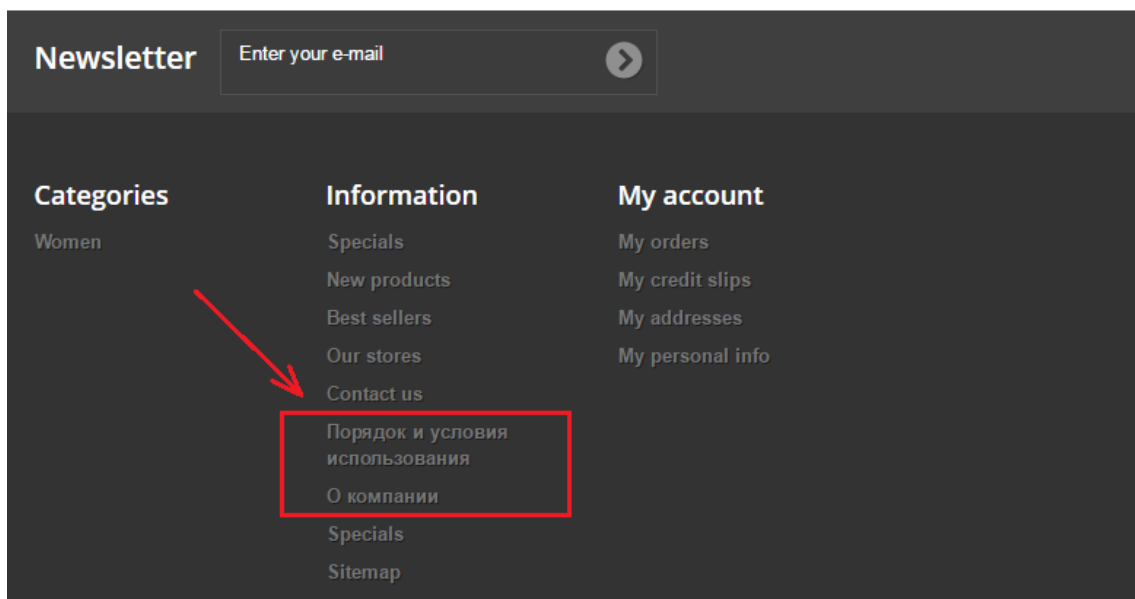 Newsletter
Enter your e-mail
Categories
Women
Information
Specials
New products
Best sellers
Our stores
Contact us
Порядок и условия
использования
О компании
Specials
Sitemap
My account
My orders
My credit slips
My addresses
My personal info